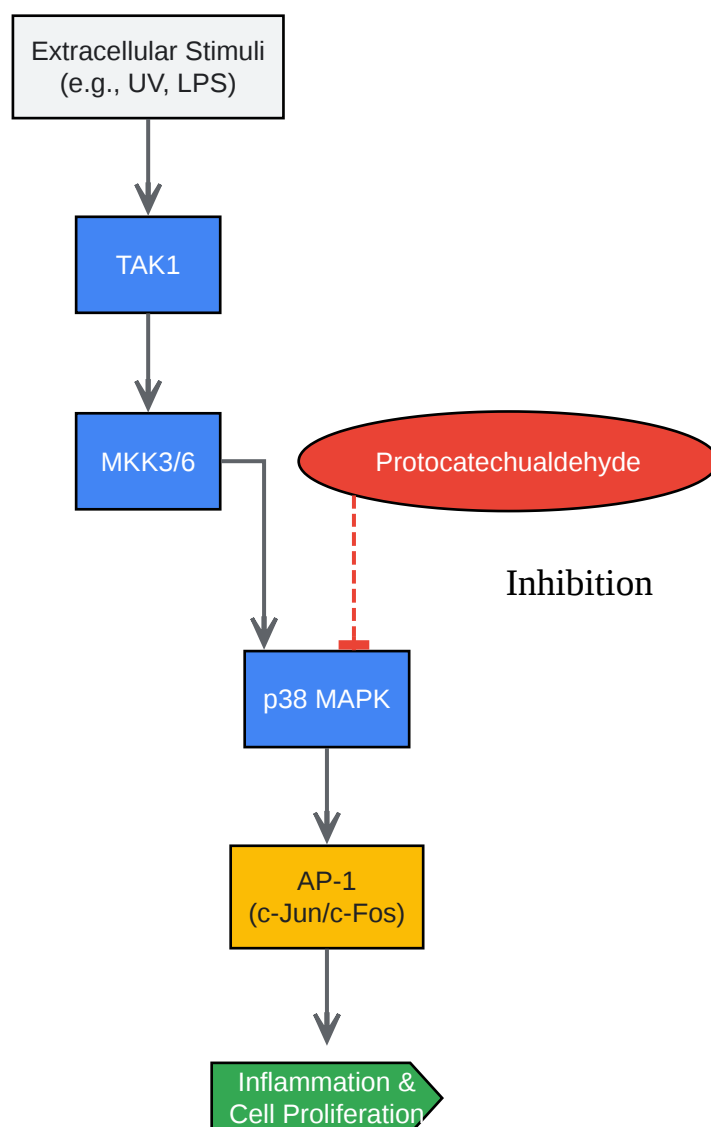 Extracellular Stimuli
(e.g., UV, LPS)
TAK1
MKK3/6
Protocatechualdehyde
Inhibition
p38 MAPK
AP-1
(c-Jun/c-Fos)
Inflammation &
Cell Proliferation